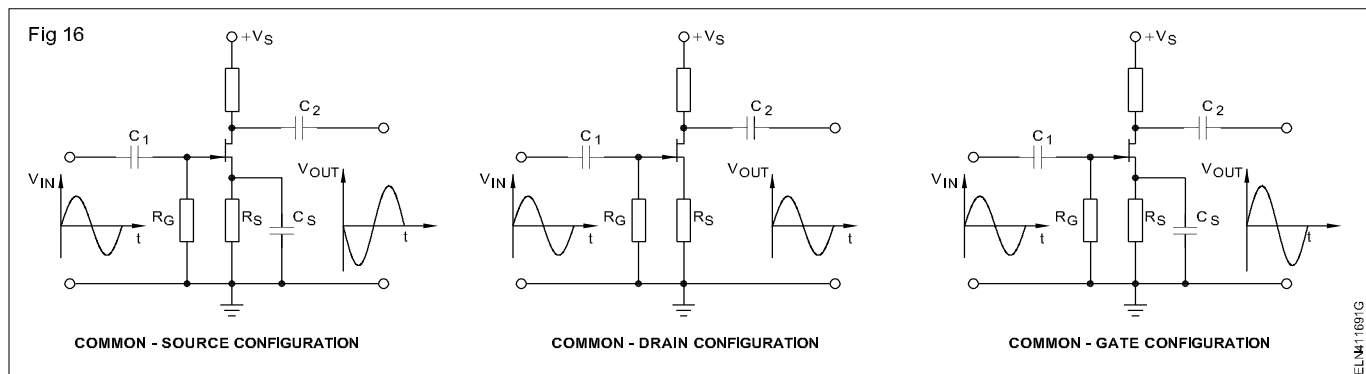 Fig 16
+VS
C2
C1
VIN
VOUT
RG
RS
CS
t
t
COMMON - SOURCE CONFIGURATION
+VS
C2
C1
VIN
VOUT
RG
RS
t
t
COMMON - DRAIN CONFIGURATION
+VS
C2
C1
VIN
VOUT
RG
RS
CS
t
t
COMMON - GATE CONFIGURATION
ELN411691G